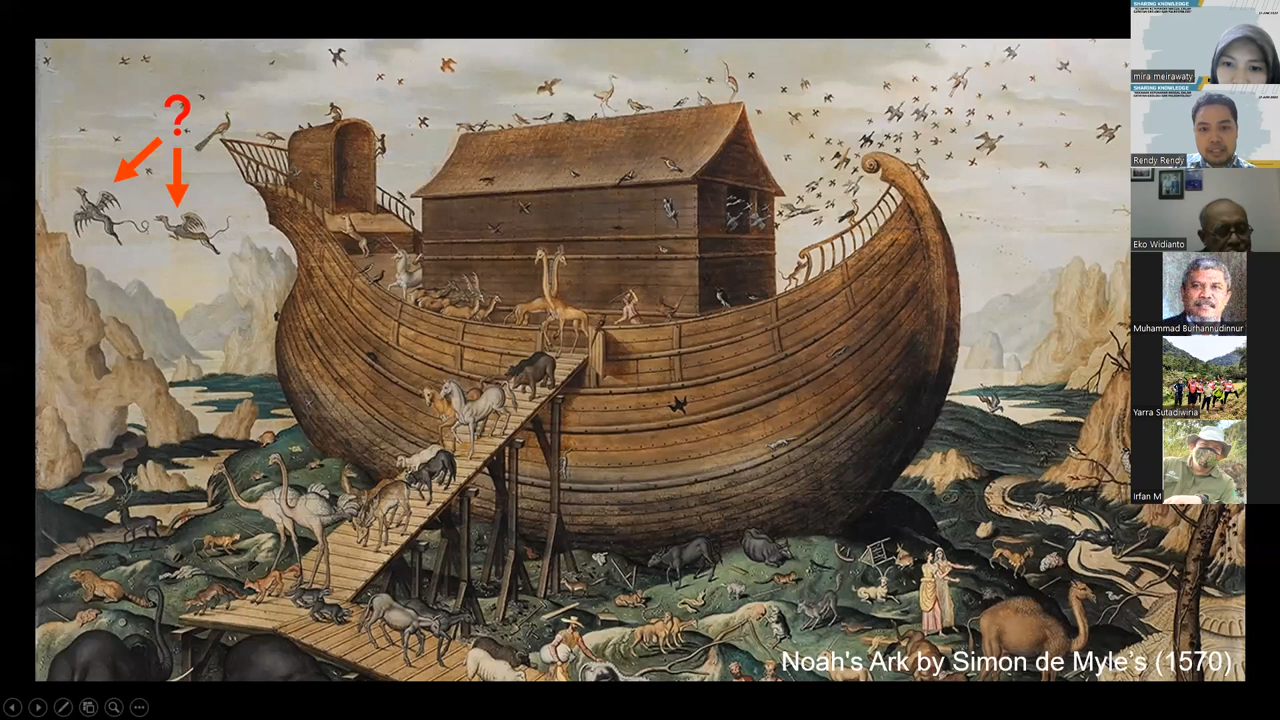 ?
Noah's Ark by Simon de Myle's (1570)
SHARING KNOWLEDGE
mira meirawaty
SHARING KNOWLEDGE
Rendy Rendy
Eko Widianto
Muhammad Burhannudinnur
Yarra Sutadiwiria
Irfan M